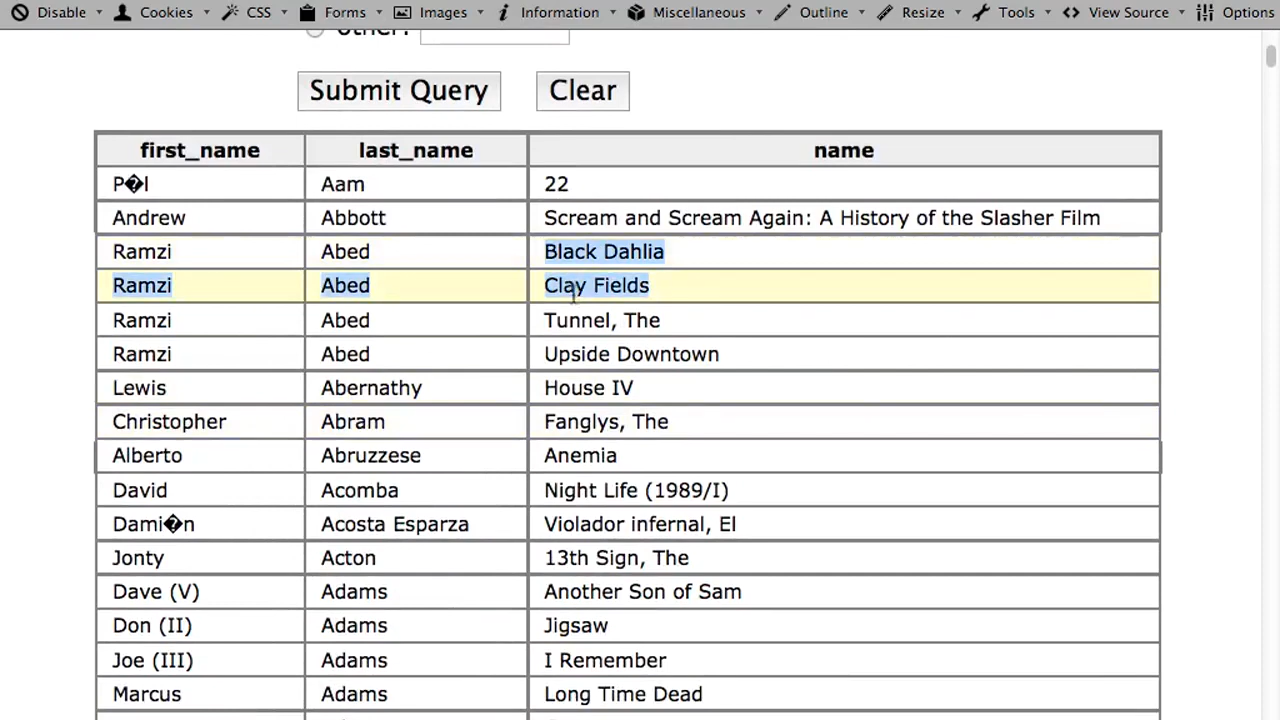 Disable Cookies CSS Forms Images Information Miscellaneous Outline Resize Tools View Source Options
other:
Submit Query Clear
first_name last_name name
P�l Aam 22
Andrew Abbott Scream and Scream Again: A History of the Slasher Film
Ramzi Abed Black Dahlia
Ramzi Abed Clay Fields
Ramzi Abed Tunnel, The
Ramzi Abed Upside Downtown
Lewis Abernathy House IV
Christopher Abram Fanglys, The
Alberto Abruzzese Anemia
David Acomba Night Life (1989/I)
Dami�n Acosta Esparza Violador infernal, El
Jonty Acton 13th Sign, The
Dave (V) Adams Another Son of Sam
Don (II) Adams Jigsaw
Joe (III) Adams I Remember
Marcus Adams Long Time Dead